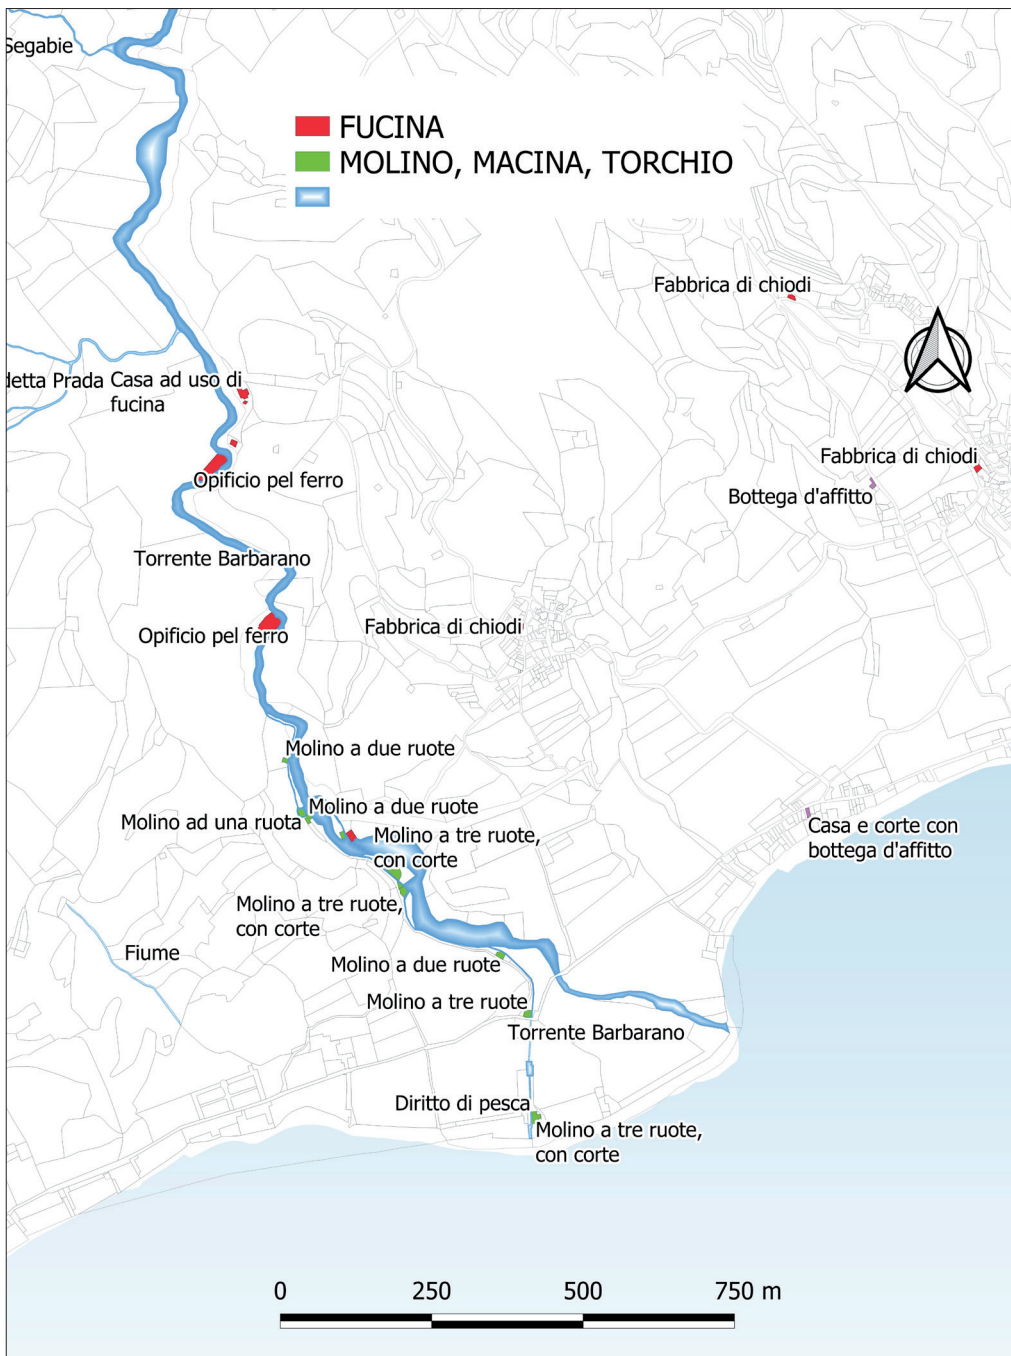 Segabie
FUCINA
MOLINO, MACINA, TORCHIO
Fabbrica di chiodi
detta Prada
Casa ad uso di
fucina
Fabbrica di chiodi
Opificio pel ferro
Bottega d'affitto
Torrente Barbarano
Opificio pel ferro
Fabbrica di chiodi
Molino a due ruote
Molino a due ruote
Molino ad una ruota
Molino a tre ruote,
con corte
Casa e corte con
bottega d'affitto
Molino a tre ruote,
con corte
Fiume
Molino a due ruote
Molino a tre ruote
Torrente Barbarano
Diritto di pesca
Molino a tre ruote,
con corte
0 250 500 750 m